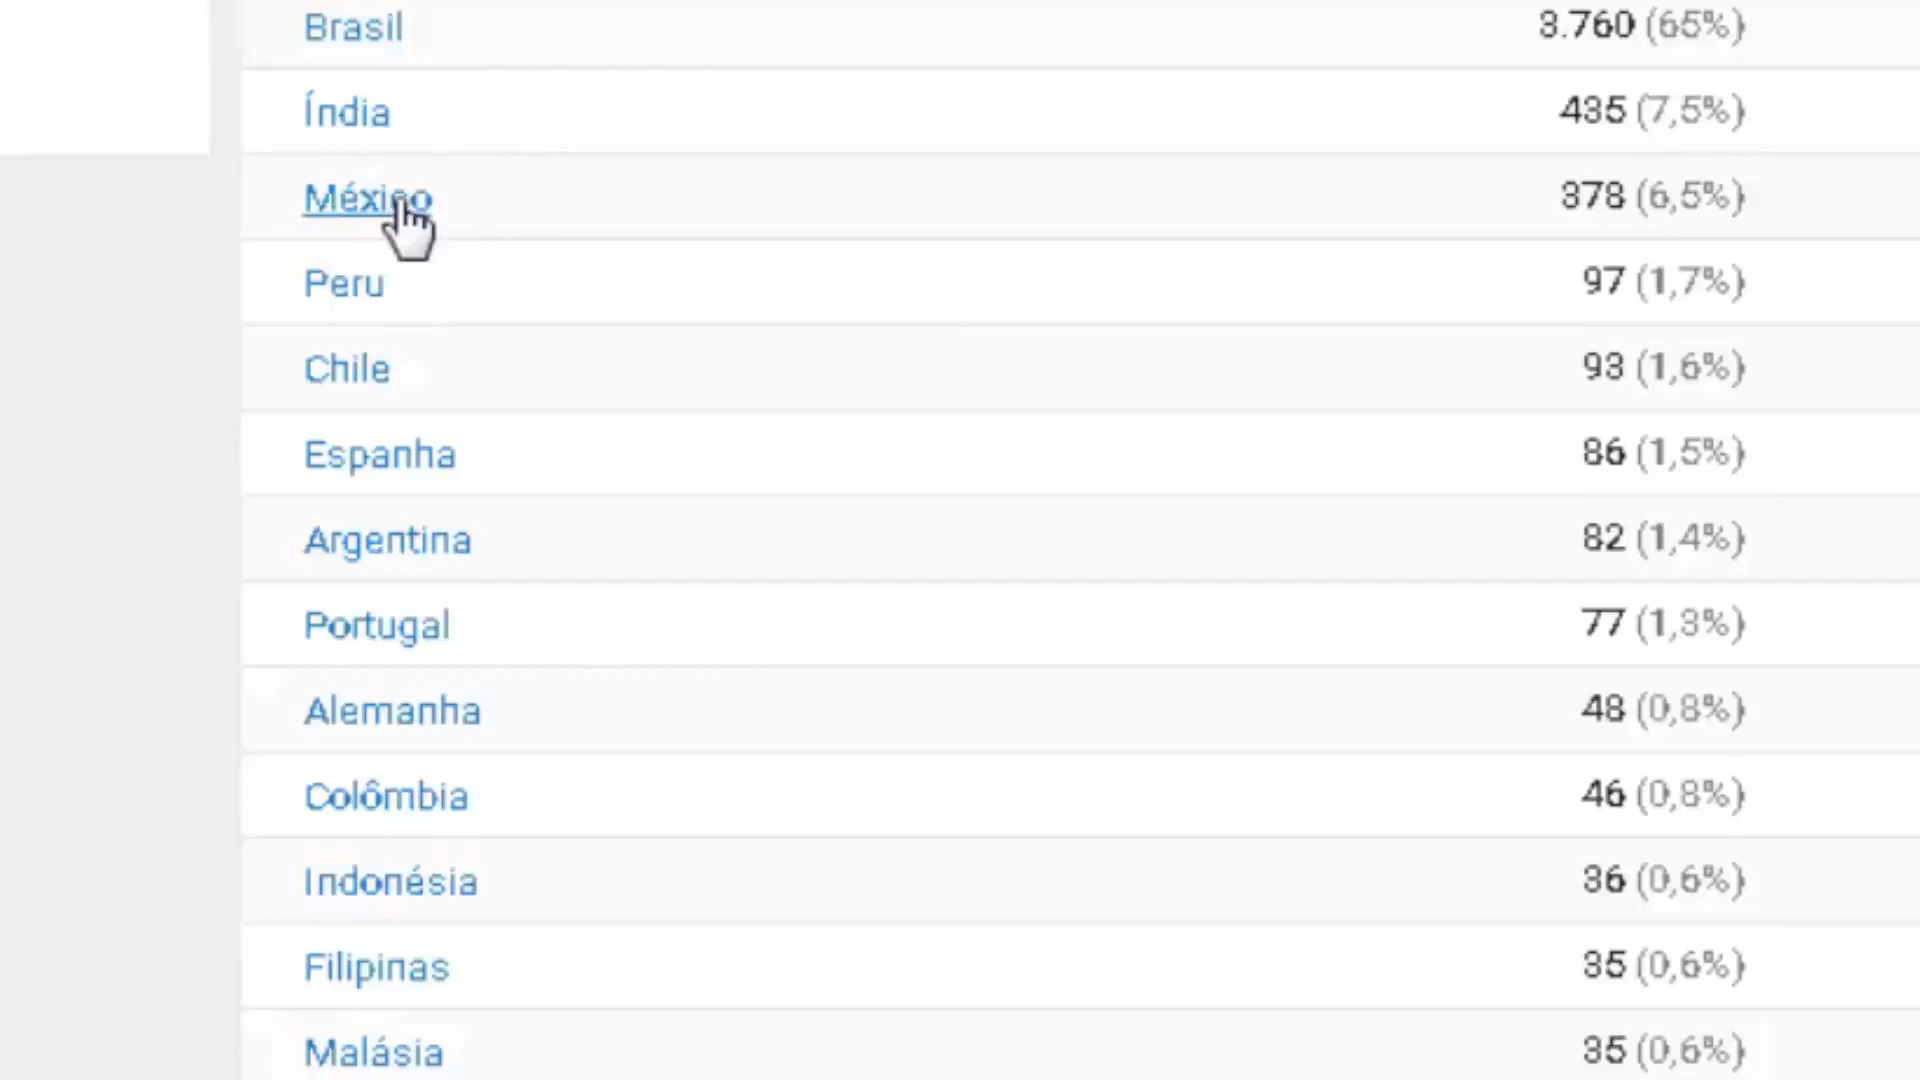 Brasil 3.760 (65%)
Índia 435 (7,5%)
México 378 (6,5%)
Peru 97 (1,7%)
Chile 93 (1,6%)
Espanha 86 (1,5%)
Argentina 82 (1,4%)
Portugal 77 (1,3%)
Alemanha 48 (0,8%)
Colômbia 46 (0,8%)
Indonésia 36 (0,6%)
Filipinas 35 (0,6%)
Malásia 35 (0,6%)